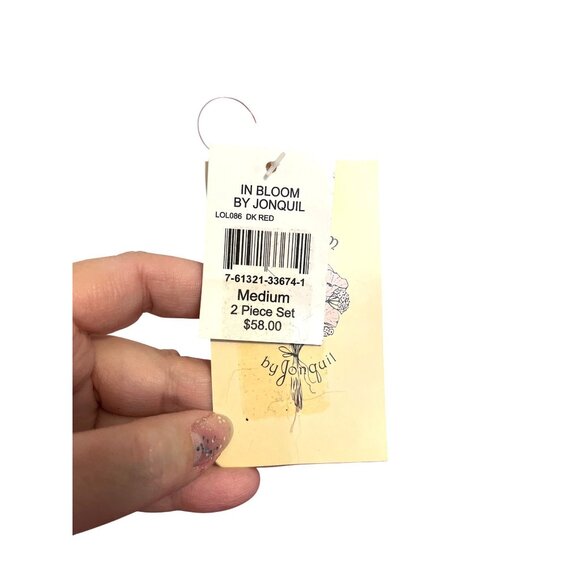 IN BLOOM
BY JONQUIL
LOL086 DK RED
7-61321-33674-1
Medium
2 Piece Set
$58.00
by Jonquil